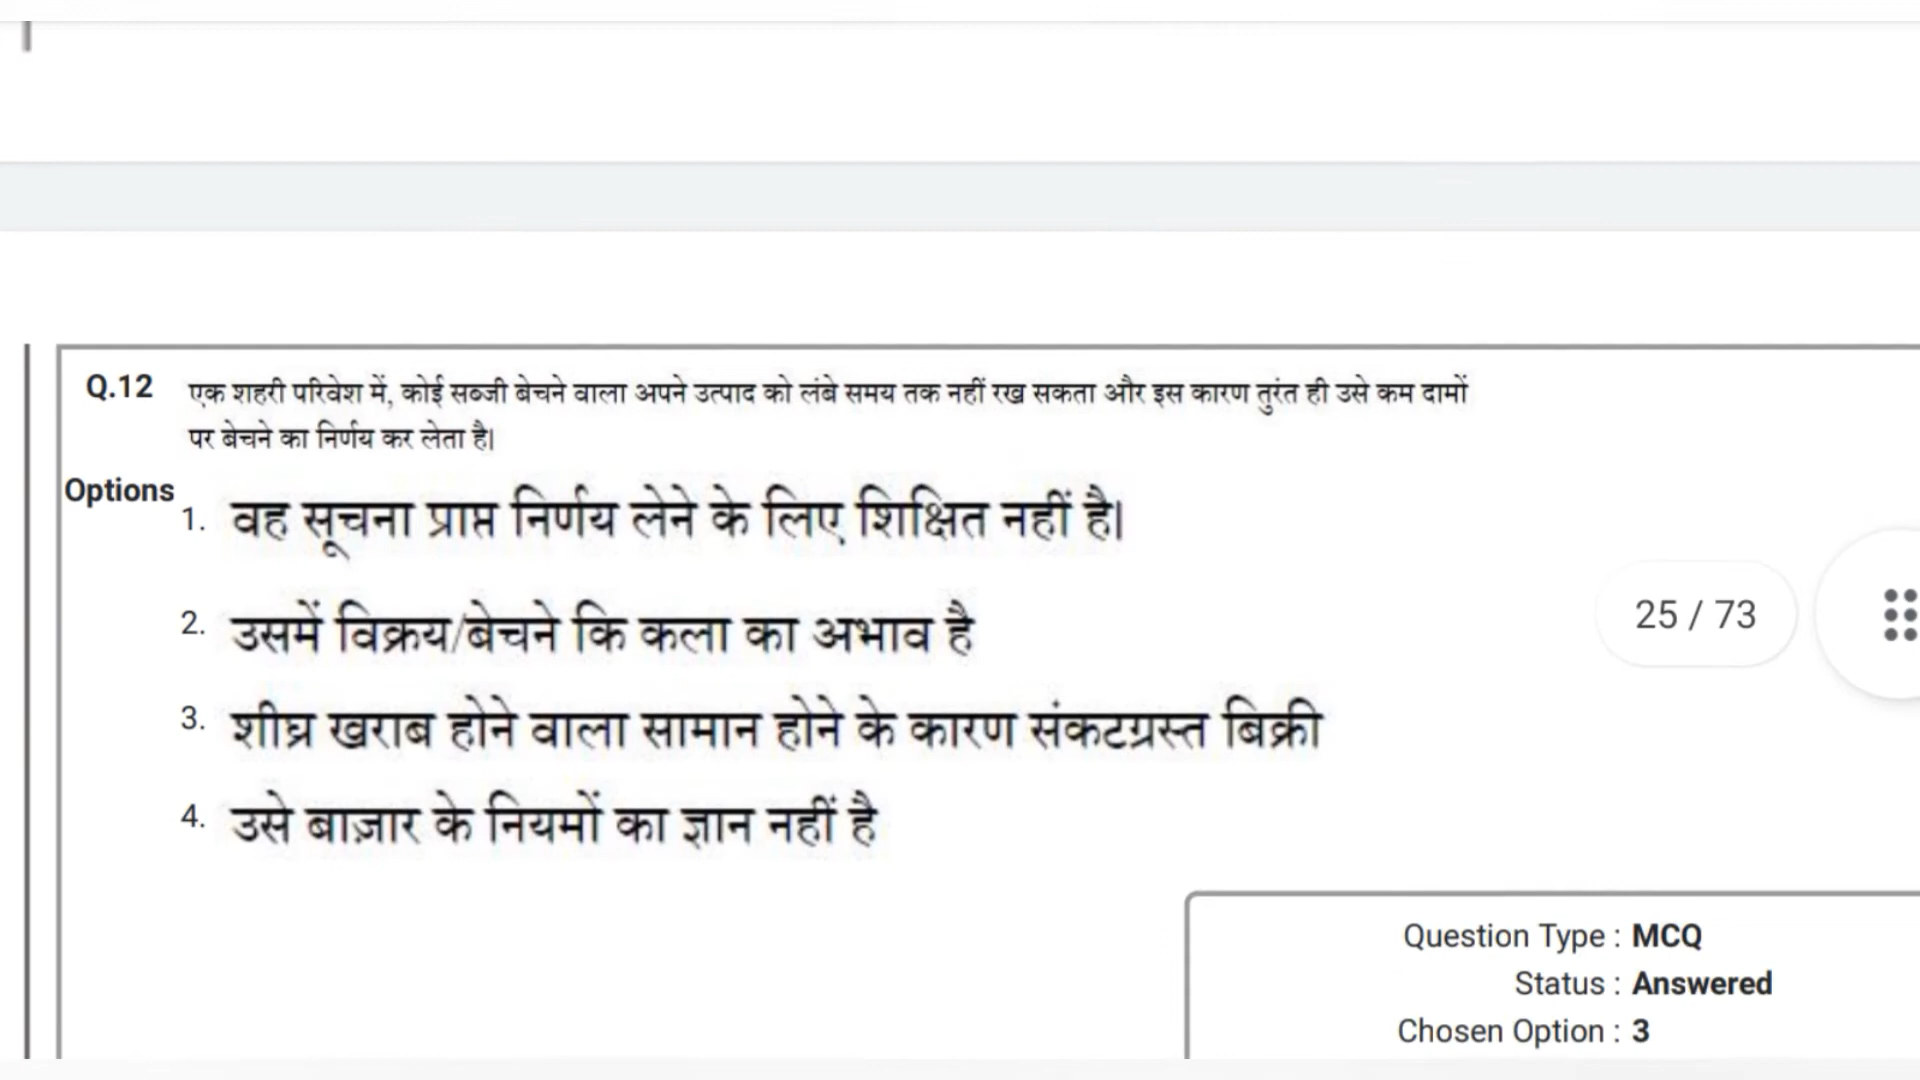 Q.12 एक शहरी परिवेश में, कोई सब्जी बेचने वाला अपने उत्पाद को लंबे समय तक नहीं रख सकता और इस कारण तुरंत ही उसे कम दामों
पर बेचने का निर्णय कर लेता है।
Options
1. वह सूचना प्राप्त निर्णय लेने के लिए शिक्षित नहीं है।
2. उसमें विक्रय/बेचने कि कला का अभाव है
3. शीघ्र खराब होने वाला सामान होने के कारण संकटग्रस्त बिक्री
4. उसे बाज़ार के नियमों का ज्ञान नहीं है
25 / 73
Question Type : MCQ
Status : Answered
Chosen Option : 3